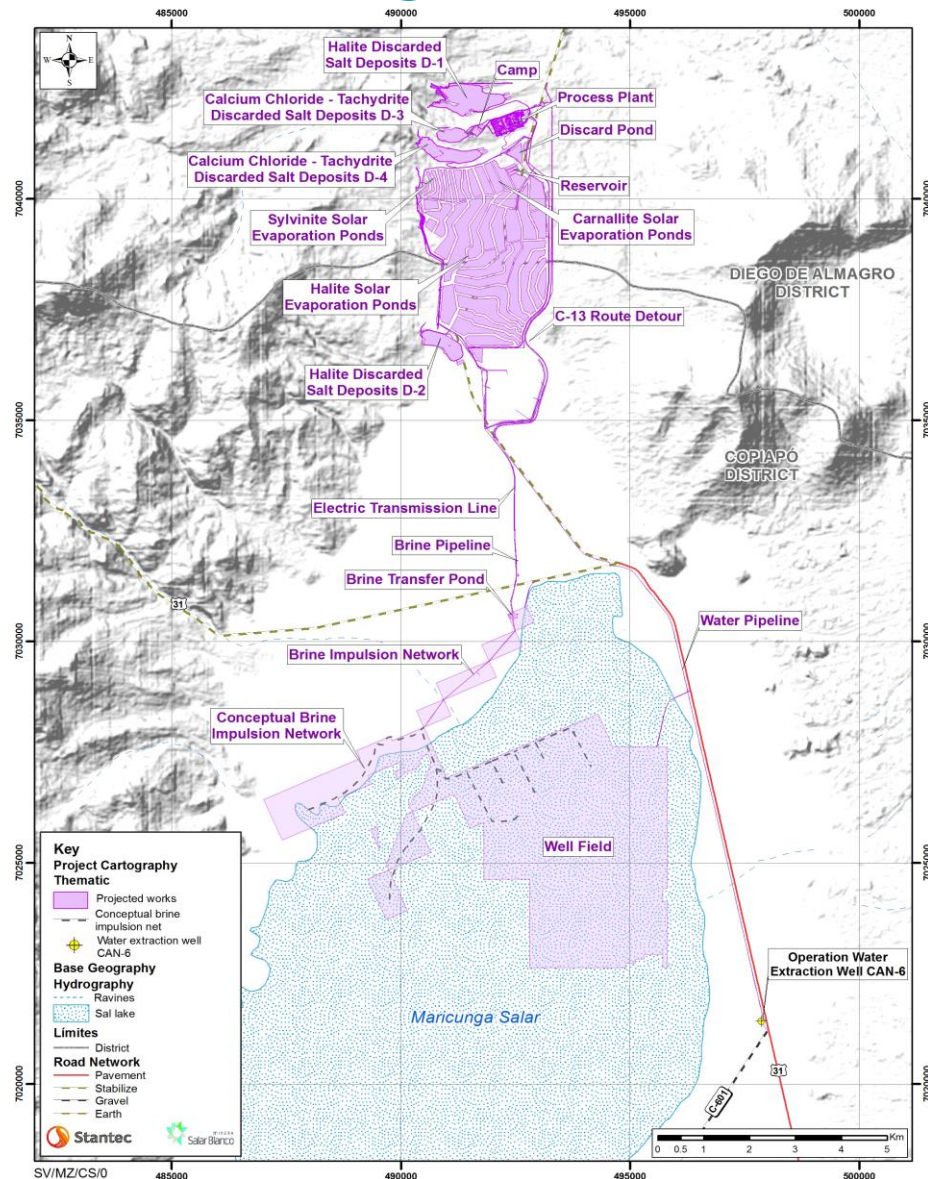 485000 490000 495000 500000
N
W E
S
Halite Discarded
Salt Deposits D-1
Camp
Calcium Chloride - Tachydrite
Discarded Salt Deposits D-3
Process Plant
Discard Pond
Calcium Chloride - Tachydrite
Discarded Salt Deposits D-4
Reservoir
7040000 7040000
Sylvinite Solar
Evaporation Ponds
Carnallite Solar
Evaporation Ponds
Halite Solar
Evaporation Ponds
DIEGO DE ALMAGRO
DISTRICT
C-13 Route Detour
Halite Discarded
Salt Deposits D-2
7035000 7035000
COPIAPÓ
DISTRICT
Electric Transmission Line
Brine Pipeline
Brine Transfer Pond
31
Water Pipeline
7030000 7030000
Brine Impulsion Network
Conceptual Brine
Impulsion Network
Well Field
7025000 7025000
Key
Project Cartography
Thematic
Projected works
Conceptual brine
impulsion net
Water extraction well
CAN-6
Base Geography
Hydrography
Ravines
Sal lake
Límites
District
Road Network
Pavement
Stabilize
Gravel
Earth
Stantec
MINERA
Salar Blanco
Operation Water
Extraction Well CAN-6
Maricunga Salar
31
C-601
7020000 7020000
Km
0 0.5 1 2 3 4 5
SV/MZ/CS/0
485000 490000 495000 500000